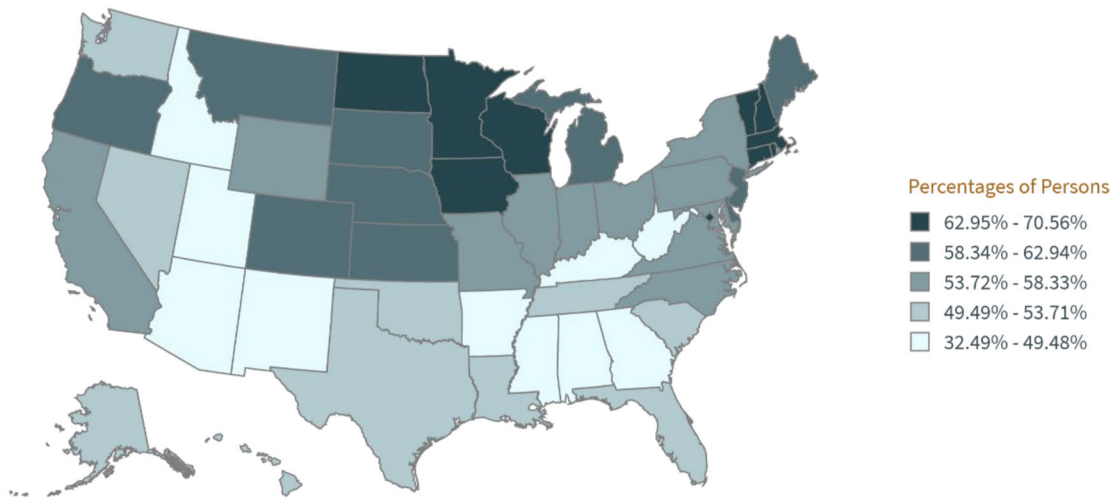 Percentages of Persons
62.95% - 70.56%
58.34% - 62.94%
53.72% - 58.33%
49.49% - 53.71%
32.49% - 49.48%